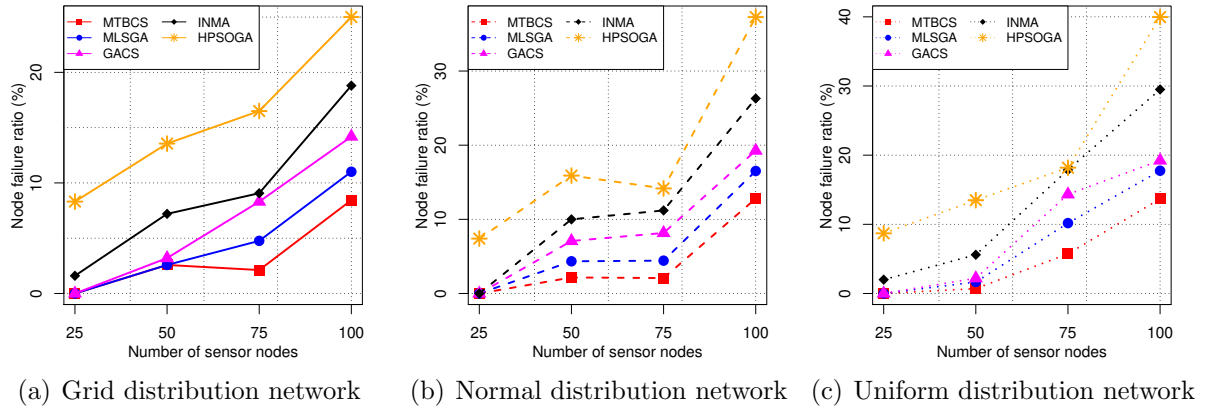 Node failure ratio (%)
0 10 20
MTBCS INMA
MLSGA HPSOGA
GACS
25 50 75 100
Number of sensor nodes
(a) Grid distribution network
Node failure ratio (%)
0 10 20 30
MTBCS INMA
MLSGA HPSOGA
GACS
25 50 75 100
Number of sensor nodes
(b) Normal distribution network
Node failure ratio (%)
0 10 20 30 40
MTBCS INMA
MLSGA HPSOGA
GACS
25 50 75 100
Number of sensor nodes
(c) Uniform distribution network